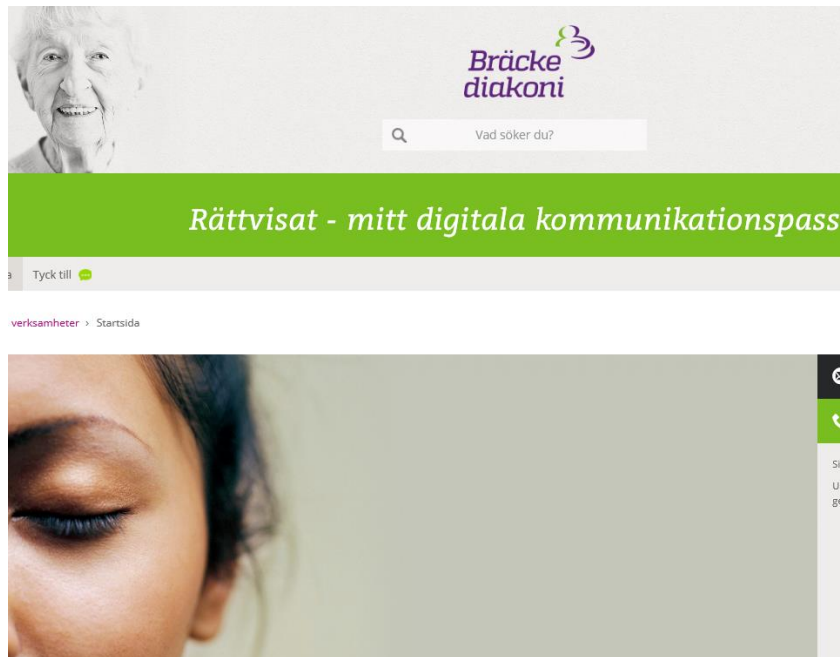 Bräcke
diakoni
Vad söker du?
Rättvisat - mitt digitala kommunikationspass
Tyck till
verksamheter › Startsida